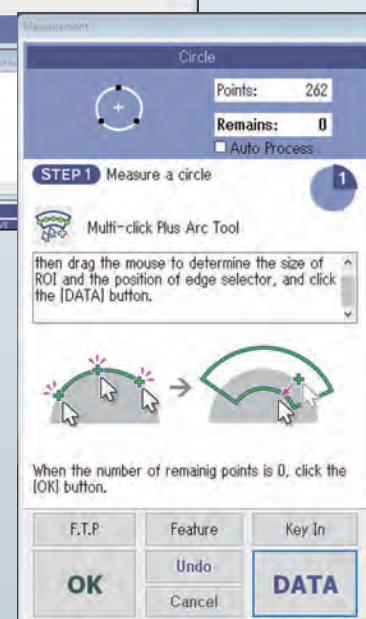 Measurement
Circle
Points: 262
Remains: 0
Auto Process
STEP 1 Measure a circle
1
Multi-click Plus Arc Tool
then drag the mouse to determine the size of
ROI and the position of edge selector, and click
the [DATA] button.
When the number of remainig points is 0, click the
[OK] button.
F.T.P
Feature
Key In
OK
Undo
DATA
Cancel